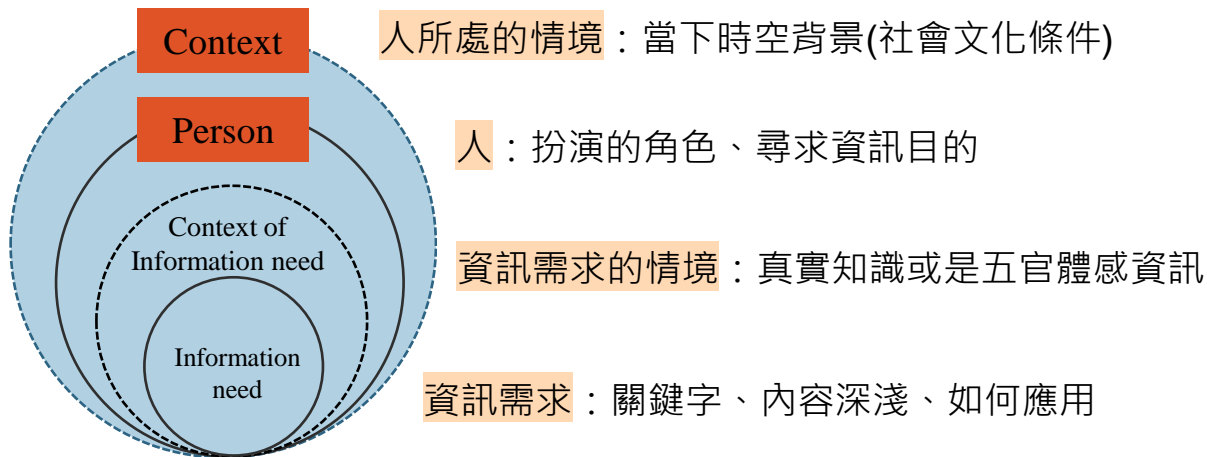 Context
人所處的情境：當下時空背景(社會文化條件)
Person
人：扮演的角色、尋求資訊目的
Context of
Information need
資訊需求的情境：真實知識或是五官體感資訊
Information
need
資訊需求：關鍵字、內容深淺、如何應用